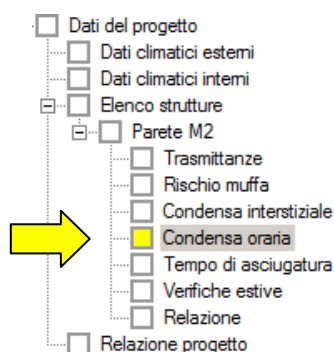 Dati del progetto
Dati climatici esterni
Dati climatici interni
Elenco strutture
Parete M2
Trasmittanze
Rischio muffa
Condensa interstiziale
Condensa oraria
Tempo di asciugatura
Verifiche estive
Relazione
Relazione progetto